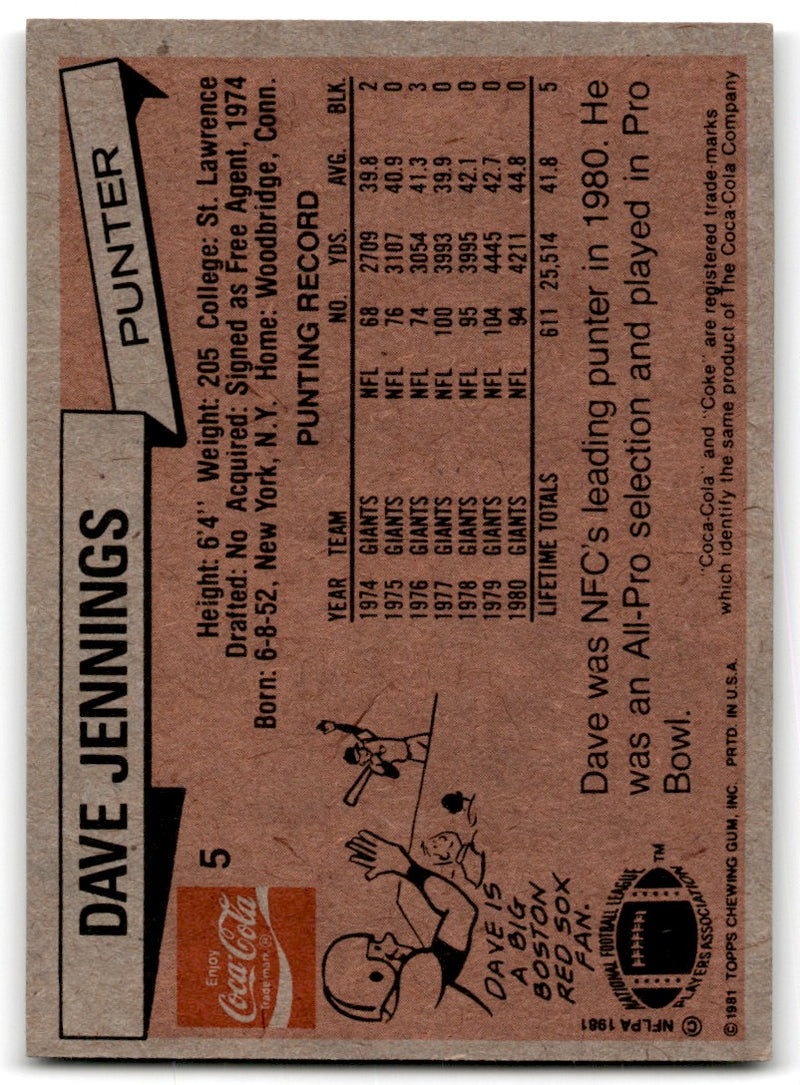 DAVE JENNINGS
PUNTER
Enjoy
Coca-Cola
Trade-mark ®
5
Height: 6'4" Weight: 205 College: St. Lawrence
Drafted: No Acquired: Signed as Free Agent, 1974
Born: 6-8-52, New York, N.Y. Home: Woodbridge, Conn.
PUNTING RECORD
YEAR TEAM NO. YDS. AVG. BLK.
1974 GIANTS NFL 68 2709 39.8 2
1975 GIANTS NFL 76 3107 40.9 0
1976 GIANTS NFL 74 3054 41.3 3
1977 GIANTS NFL 100 3993 39.9 0
1978 GIANTS NFL 95 3995 42.1 0
1979 GIANTS NFL 104 4445 42.7 0
1980 GIANTS NFL 94 4211 44.8 0
LIFETIME TOTALS 611 25,514 41.8 5
DAVE IS
A BIG
BOSTON
RED SOX
FAN.
Dave was NFC's leading punter in 1980. He
was an All-Pro selection and played in Pro
Bowl.
NATIONAL FOOTBALL LEAGUE
PLAYERS ASSOCIATION
TM
© NFLPA 1981
"Coca-Cola" and "Coke" are registered trade-marks
which identify the same product of The Coca-Cola Company
© 1981 TOPPS CHEWING GUM, INC. PRTD. IN U.S.A.